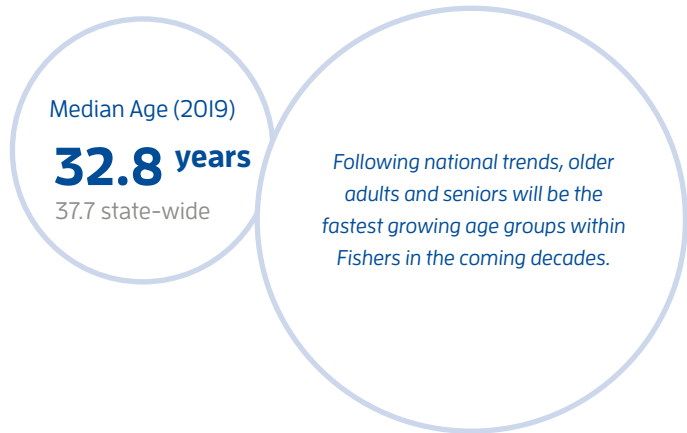 Median Age (2019)
32.8 years
37.7 state-wide
Following national trends, older
adults and seniors will be the
fastest growing age groups within
Fishers in the coming decades.